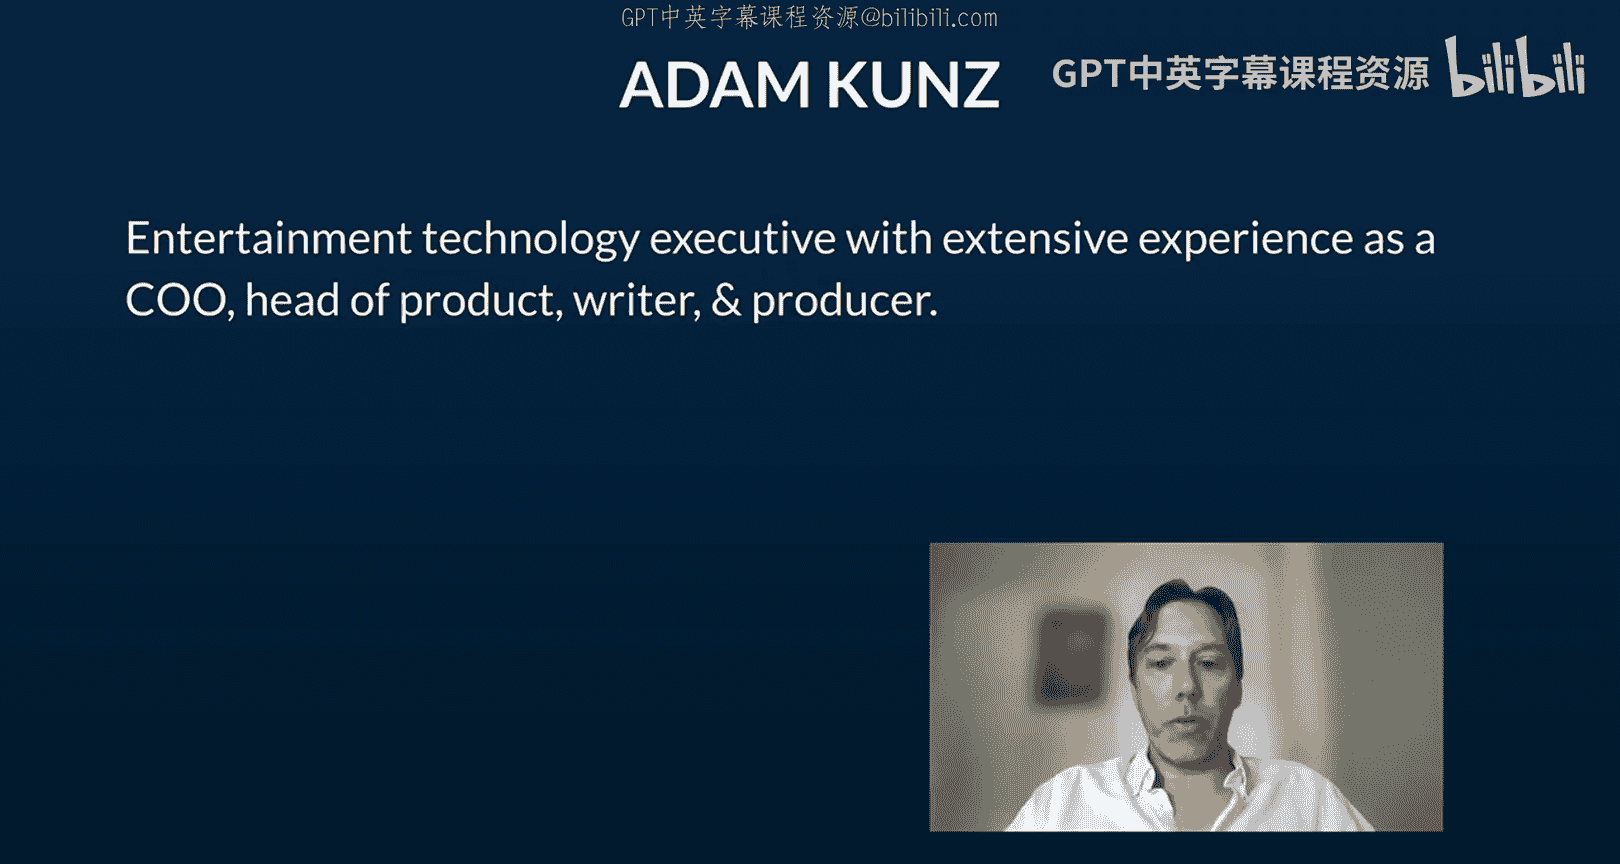 GPT中英字幕课程资源@bilibili.com
ADAM KUNZ
GPT中英字幕课程资源 bilibili
Entertainment technology executive with extensive experience as a
COO, head of product, writer, & producer.